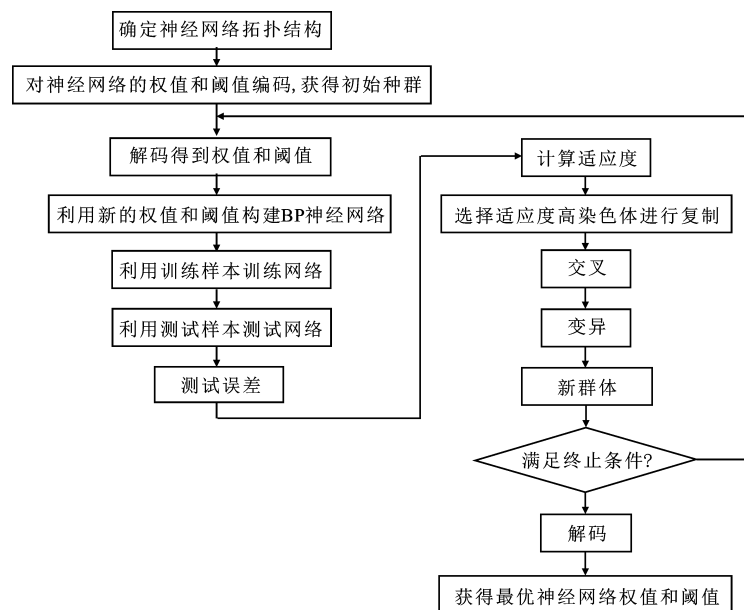 确定神经网络拓扑结构
对神经网络的权值和阈值编码,获得初始种群
解码得到权值和阈值
利用新的权值和阈值构建BP神经网络
利用训练样本训练网络
利用测试样本测试网络
测试误差
计算适应度
选择适应度高染色体进行复制
交叉
变异
新群体
满足终止条件?
解码
获得最优神经网络权值和阈值